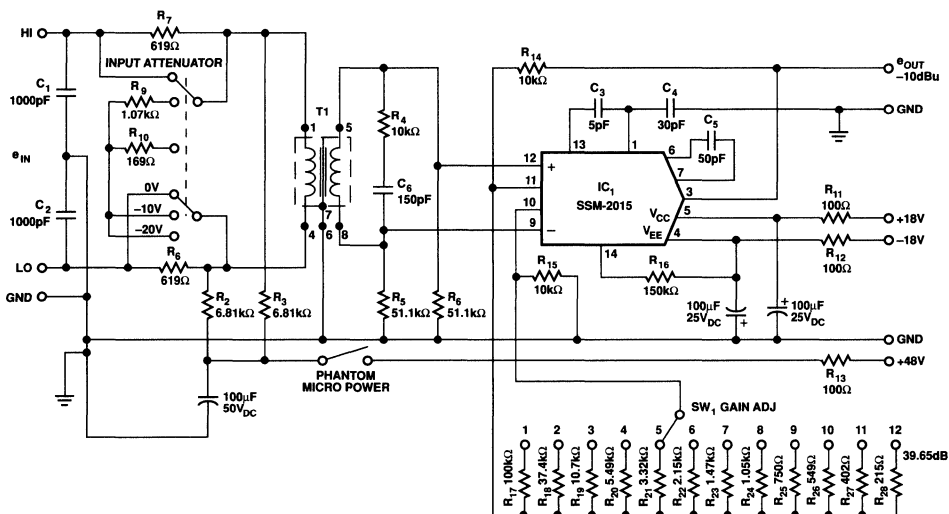 HI
R7
619Ω
INPUT ATTENUATOR
C1
1000pF
R9
1.07kΩ
R10
169Ω
eIN
0V
–10V
–20V
C2
1000pF
LO
R6
619Ω
GND
R2
6.81kΩ
R3
6.81kΩ
100µF
50VDC
PHANTOM
MICRO POWER
T1
1
5
4
7
6
8
R4
10kΩ
C6
150pF
R5
51.1kΩ
R6
51.1kΩ
R14
10kΩ
C3
5pF
C4
30pF
C5
50pF
13
1
6
7
12
+
11
10
9
–
IC1
SSM-2015
3
VCC
5
VEE
4
14
R15
10kΩ
R16
150kΩ
100µF
25VDC
+
+
100µF
25VDC
R11
100Ω
R12
100Ω
R13
100Ω
eOUT
–10dBu
GND
+18V
–18V
GND
+48V
SW1 GAIN ADJ
1 2 3 4 5 6 7 8 9 10 11 12
39.65dB
R17 100kΩ
R18 37.4kΩ
R19 10.7kΩ
R20 5.49kΩ
R21 3.32kΩ
R22 2.15kΩ
R23 1.47kΩ
R24 1.05kΩ
R25 750Ω
R26 549Ω
R27 402Ω
R28 215Ω